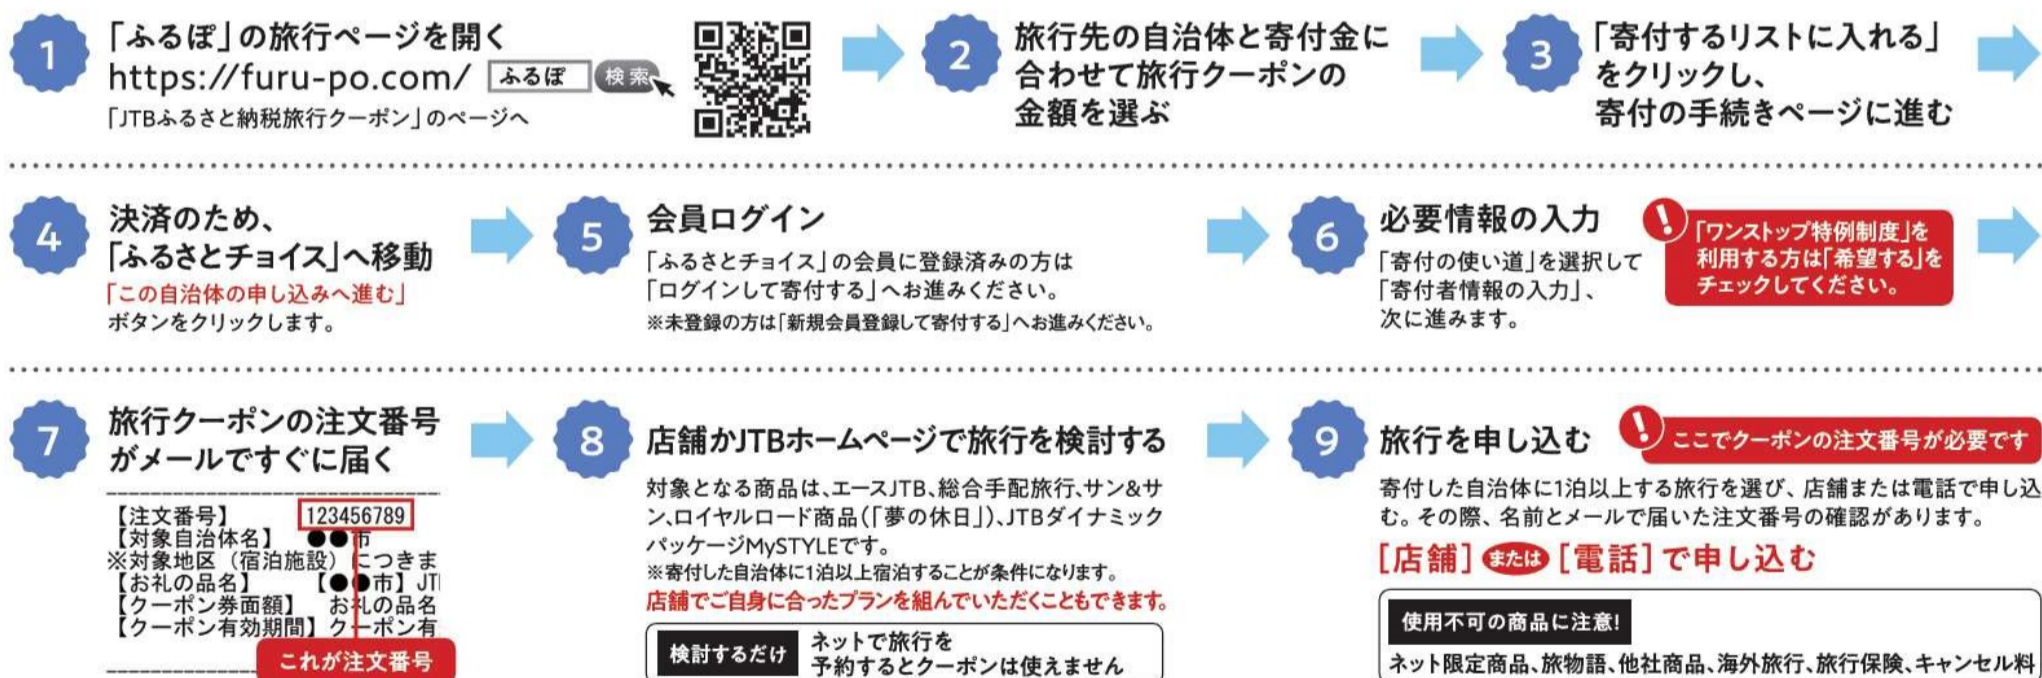 1
「ふるぽ」の旅行ページを開く
https://furu-po.com/ ふるぽ 検索
「JTBふるさと納税旅行クーポン」のページへ
2
旅行先の自治体と寄付金に
合わせて旅行クーポンの
金額を選ぶ
3
「寄付するリストに入れる」
をクリックし、
寄付の手続きページに進む
4
決済のため、
「ふるさとチョイス」へ移動
「この自治体の申し込みへ進む」
ボタンをクリックします。
5
会員ログイン
「ふるさとチョイス」の会員に登録済みの方は
「ログインして寄付する」へお進みください。
※未登録の方は「新規会員登録して寄付する」へお進みください。
6
必要情報の入力
「寄付の使い道」を選択して
「寄付者情報の入力」、
次に進みます。
!
「ワンストップ特例制度」を
利用する方は「希望する」を
チェックしてください。
7
旅行クーポンの注文番号
がメールですぐに届く
【注文番号】 123456789
【対象自治体名】 ●●市
※対象地区（宿泊施設）につきま
【お礼の品名】 【●●市】JT
【クーポン券面額】 お礼の品名
【クーポン有効期間】クーポン有
これが注文番号
8
店舗かJTBホームページで旅行を検討する
対象となる商品は、エースJTB、総合手配旅行、サン&サ
ン、ロイヤルロード商品(「夢の休日」)、JTBダイナミック
パッケージMySTYLEです。
※寄付した自治体に1泊以上宿泊することが条件になります。
店舗でご自身に合ったプランを組んでいただくこともできます。
検討するだけ
ネットで旅行を
予約するとクーポンは使えません
9
旅行を申し込む
!
ここでクーポンの注文番号が必要です
寄付した自治体に1泊以上する旅行を選び、店舗または電話で申し込
む。その際、名前とメールで届いた注文番号の確認があります。
[店舗] または [電話] で申し込む
使用不可の商品に注意!
ネット限定商品、旅物語、他社商品、海外旅行、旅行保険、キャンセル料